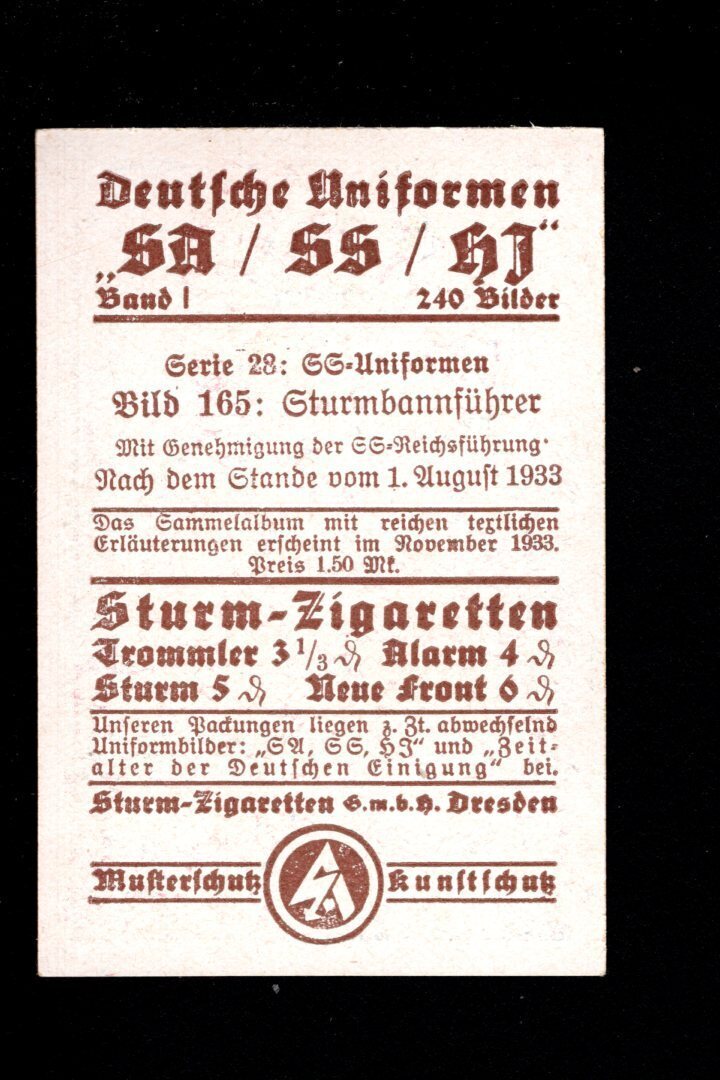 Deutsche Uniformen
„SA / SS / HJ“
Band I 240 Bilder
Serie 28: SS-Uniformen
Bild 165: Sturmbannführer
Mit Genehmigung der SS-Reichsführung·
Nach dem Stande vom 1. August 1933
Das Sammelalbum mit reichen textlichen
Erläuterungen erscheint im November 1933.
Preis 1.50 Mk.
Sturm-Zigaretten
Trommler 3 1/3 ₰ Alarm 4 ₰
Sturm 5 ₰ Neue Front 6 ₰
Unseren Packungen liegen z. Zt. abwechselnd
Uniformbilder: „SA, SS, HJ“ und „Zeit-
alter der Deutschen Einigung“ bei.
Sturm-Zigaretten G.m.b.H. Dresden
Musterschutz SA Kunstschutz